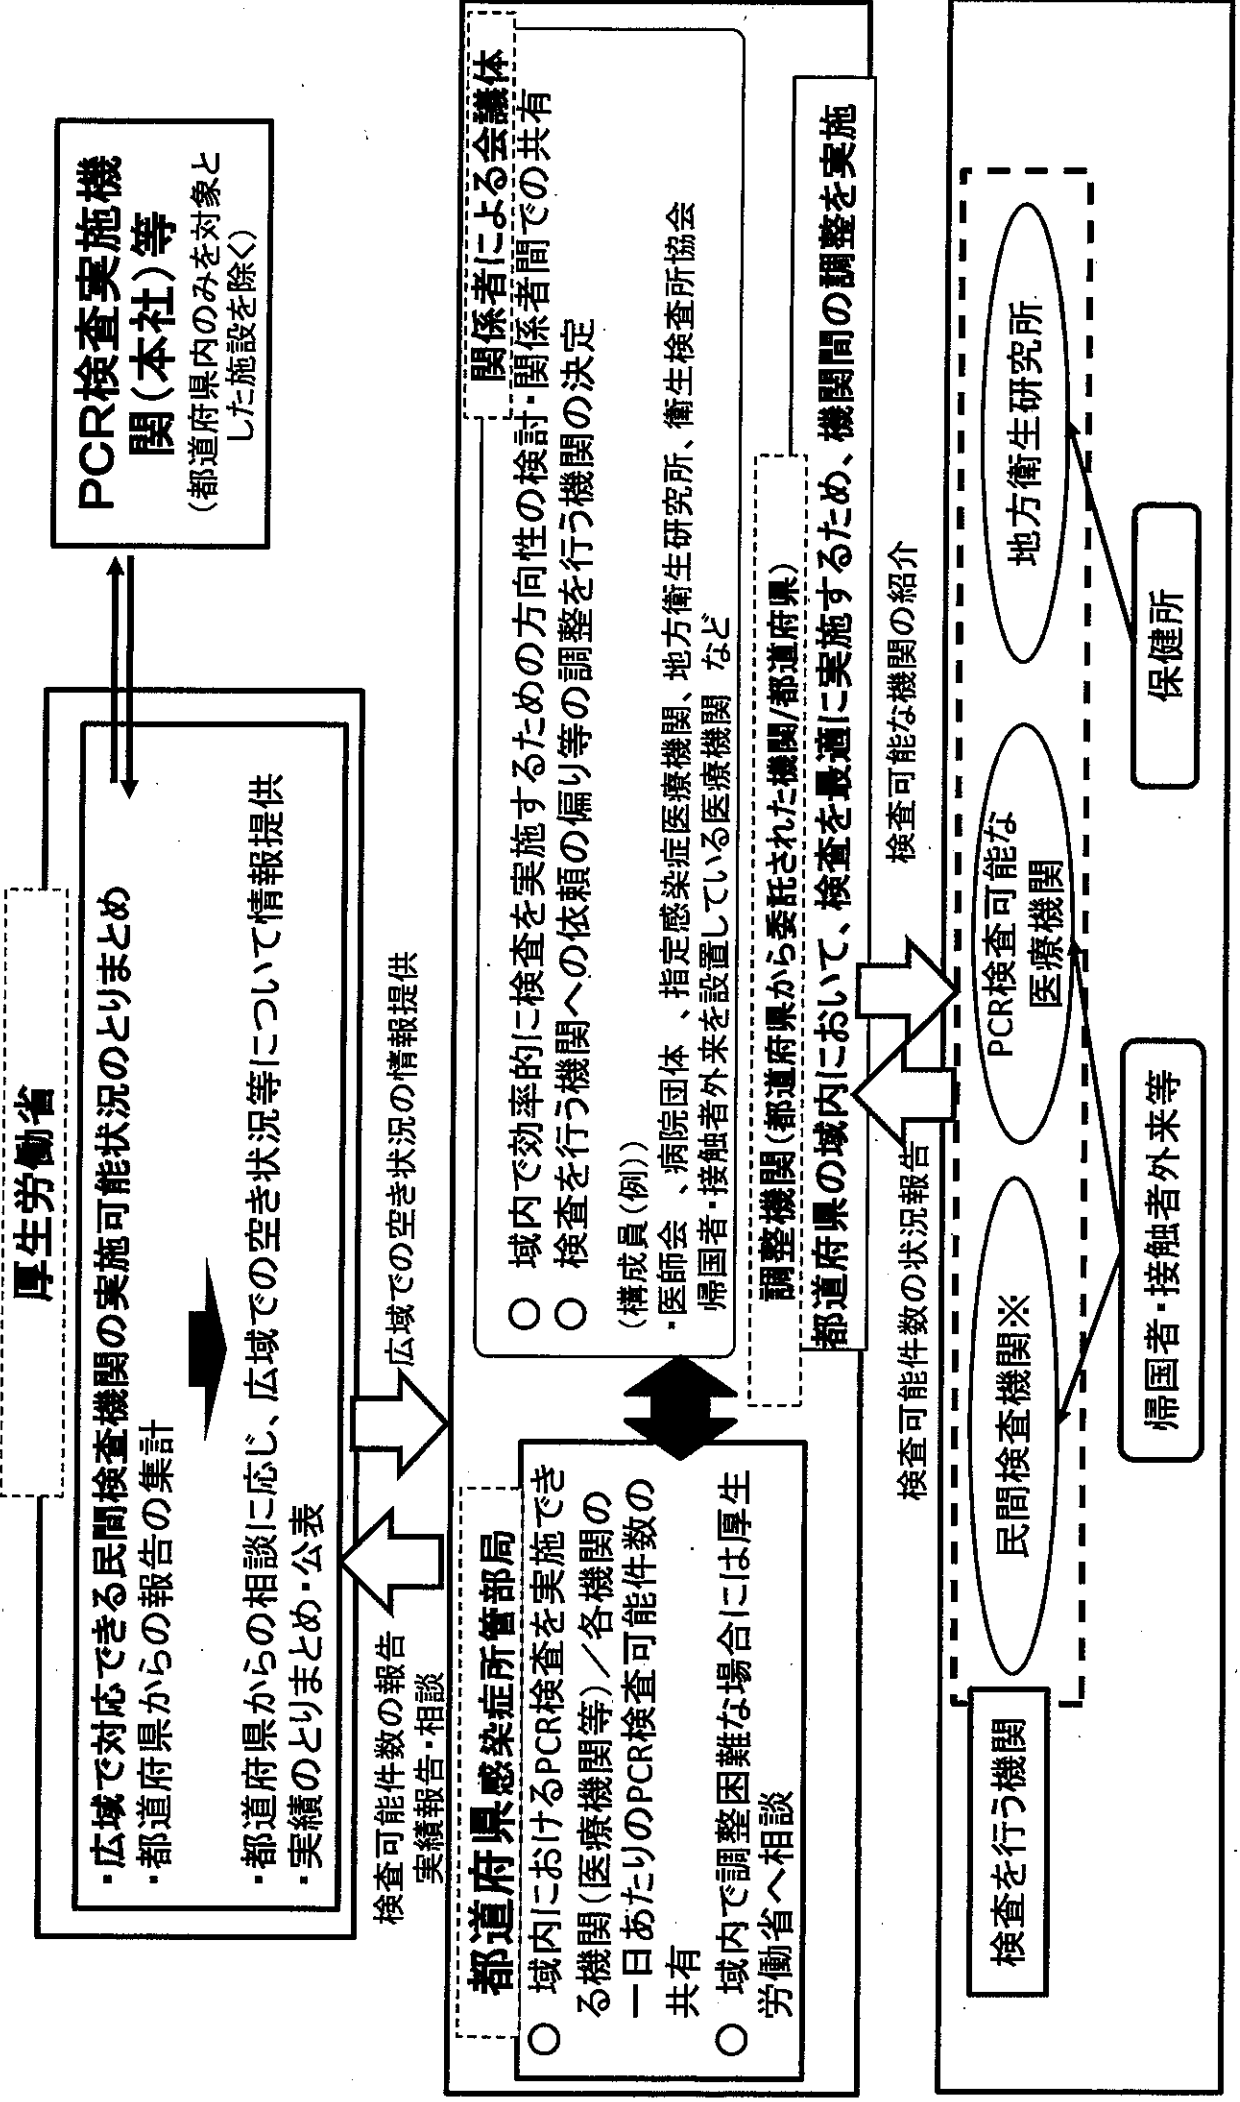 厚生労働省
・広域で対応できる民間検査機関の実施可能状況のとりまとめ
・都道府県からの報告の集計
・都道府県からの相談に応じ、広域での空き状況等について情報提供
・実績のとりまとめ・公表
PCR検査実施機
関(本社)等
(都道府県内のみを対象と
した施設を除く)
検査可能件数の報告
実績報告・相談
広域での空き状況の情報提供
都道府県感染症所管部局
○ 域内におけるPCR検査を実施でき
る機関(医療機関等)/各機関の
一日あたりのPCR検査可能件数の
共有
○ 域内で調整困難な場合には厚生
労働省へ相談
関係者による会議体
○ 域内で効率的に検査を実施するための方向性の検討・関係者間での共有
○ 検査を行う機関への依頼の偏り等の調整を行う機関の決定
(構成員(例))
・医師会 、病院団体 、指定感染症医療機関、地方衛生研究所、衛生検査所協会
帰国者・接触者外来を設置している医療機関 など
調整機関(都道府県から委託された機関/都道府県)
都道府県の域内において、検査を最適に実施するため、機関間の調整を実施
検査可能件数の状況報告
検査可能な機関の紹介
検査を行う機関
民間検査機関※
PCR検査可能な
医療機関
地方衛生研究所
帰国者・接触者外来等
保健所